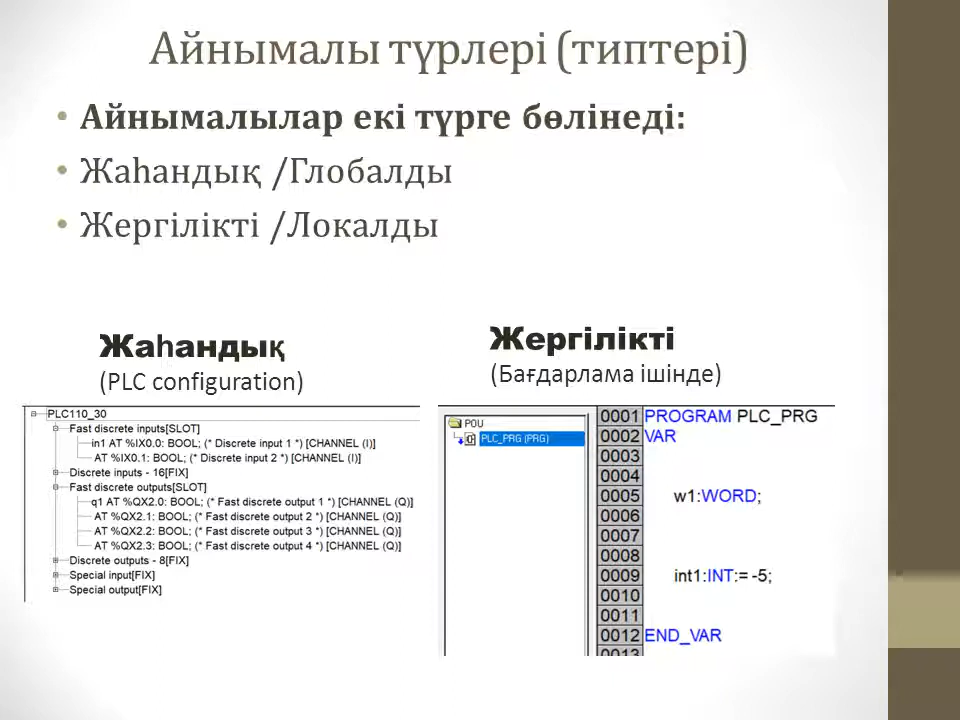 Айнымалы түрлері (типтері)
• Айнымалылар екі түрге бөлінеді:
• Жаһандық /Глобалды
• Жергілікті /Локалды
Жаһандық
(PLC configuration)
PLC110_30
Fast discrete inputs[SLOT]
in1 AT %IX0.0: BOOL; (* Discrete input 1 *) [CHANNEL (I)]
AT %IX0.1: BOOL; (* Discrete input 2 *) [CHANNEL (I)]
Discrete inputs - 16[FIX]
Fast discrete outputs[SLOT]
q1 AT %QX2.0: BOOL; (* Fast discrete output 1 *) [CHANNEL (Q)]
AT %QX2.1: BOOL; (* Fast discrete output 2 *) [CHANNEL (Q)]
AT %QX2.2: BOOL; (* Fast discrete output 3 *) [CHANNEL (Q)]
AT %QX2.3: BOOL; (* Fast discrete output 4 *) [CHANNEL (Q)]
Discrete outputs - 8[FIX]
Special input[FIX]
Special output[FIX]
Жергілікті
(Бағдарлама ішінде)
POU
PLC_PRG (PRG)
0001 PROGRAM PLC_PRG
0002 VAR
0003
0004
0005 w1:WORD;
0006
0007
0008
0009 int1:INT:= -5;
0010
0011
0012 END_VAR
0013